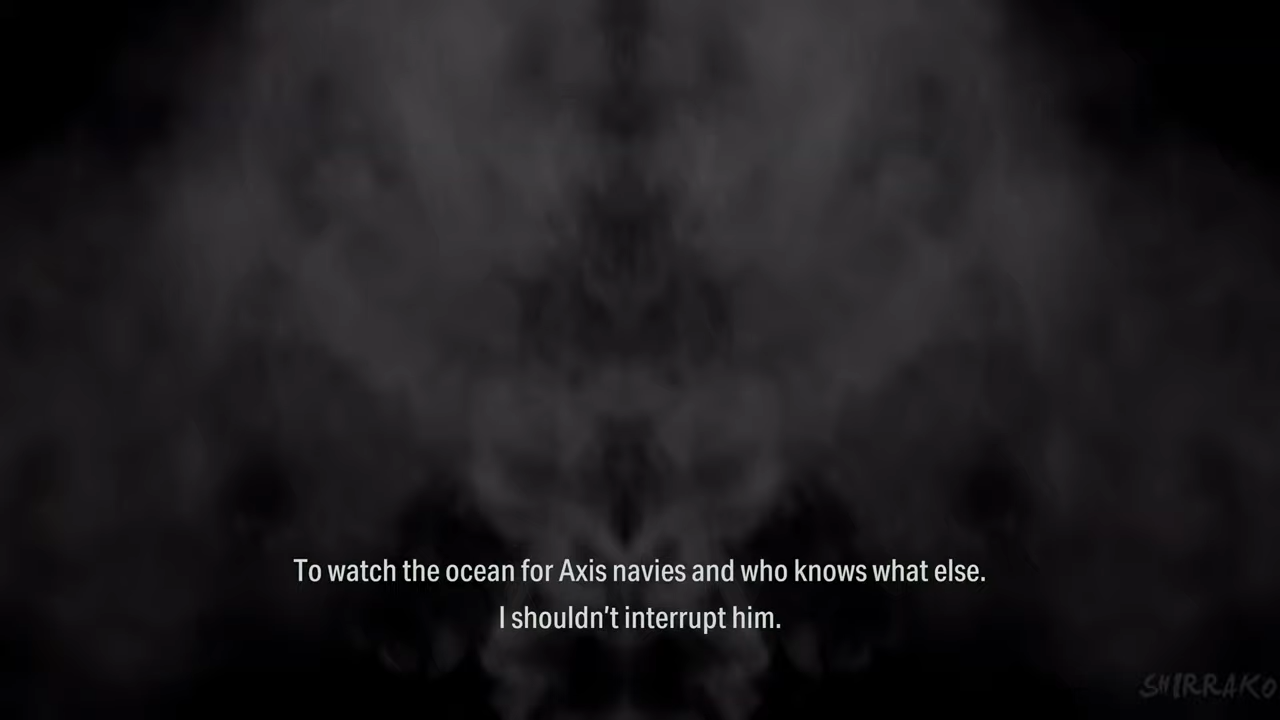 To watch the ocean for Axis navies and who knows what else.
I shouldn't interrupt him.
SHIRRAKO